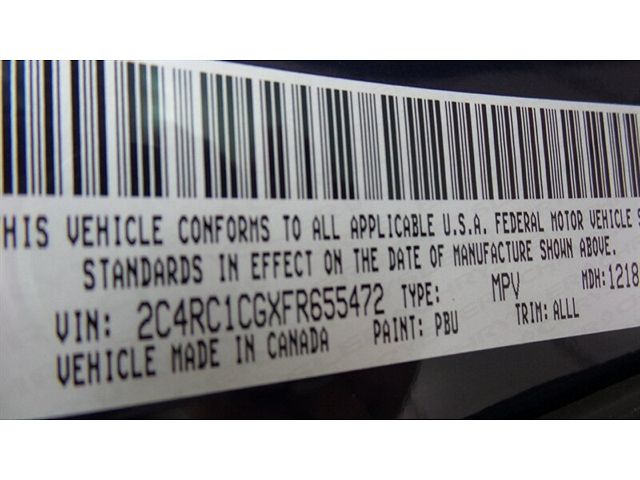 HIS VEHICLE CONFORMS TO ALL APPLICABLE U.S.A. FEDERAL MOTOR VEHICLE S
STANDARDS IN EFFECT ON THE DATE OF MANUFACTURE SHOWN ABOVE.
VIN: 2C4RC1CGXFR655472 TYPE: MPV MDH:1218
VEHICLE MADE IN CANADA PAINT: PBU TRIM: ALLL